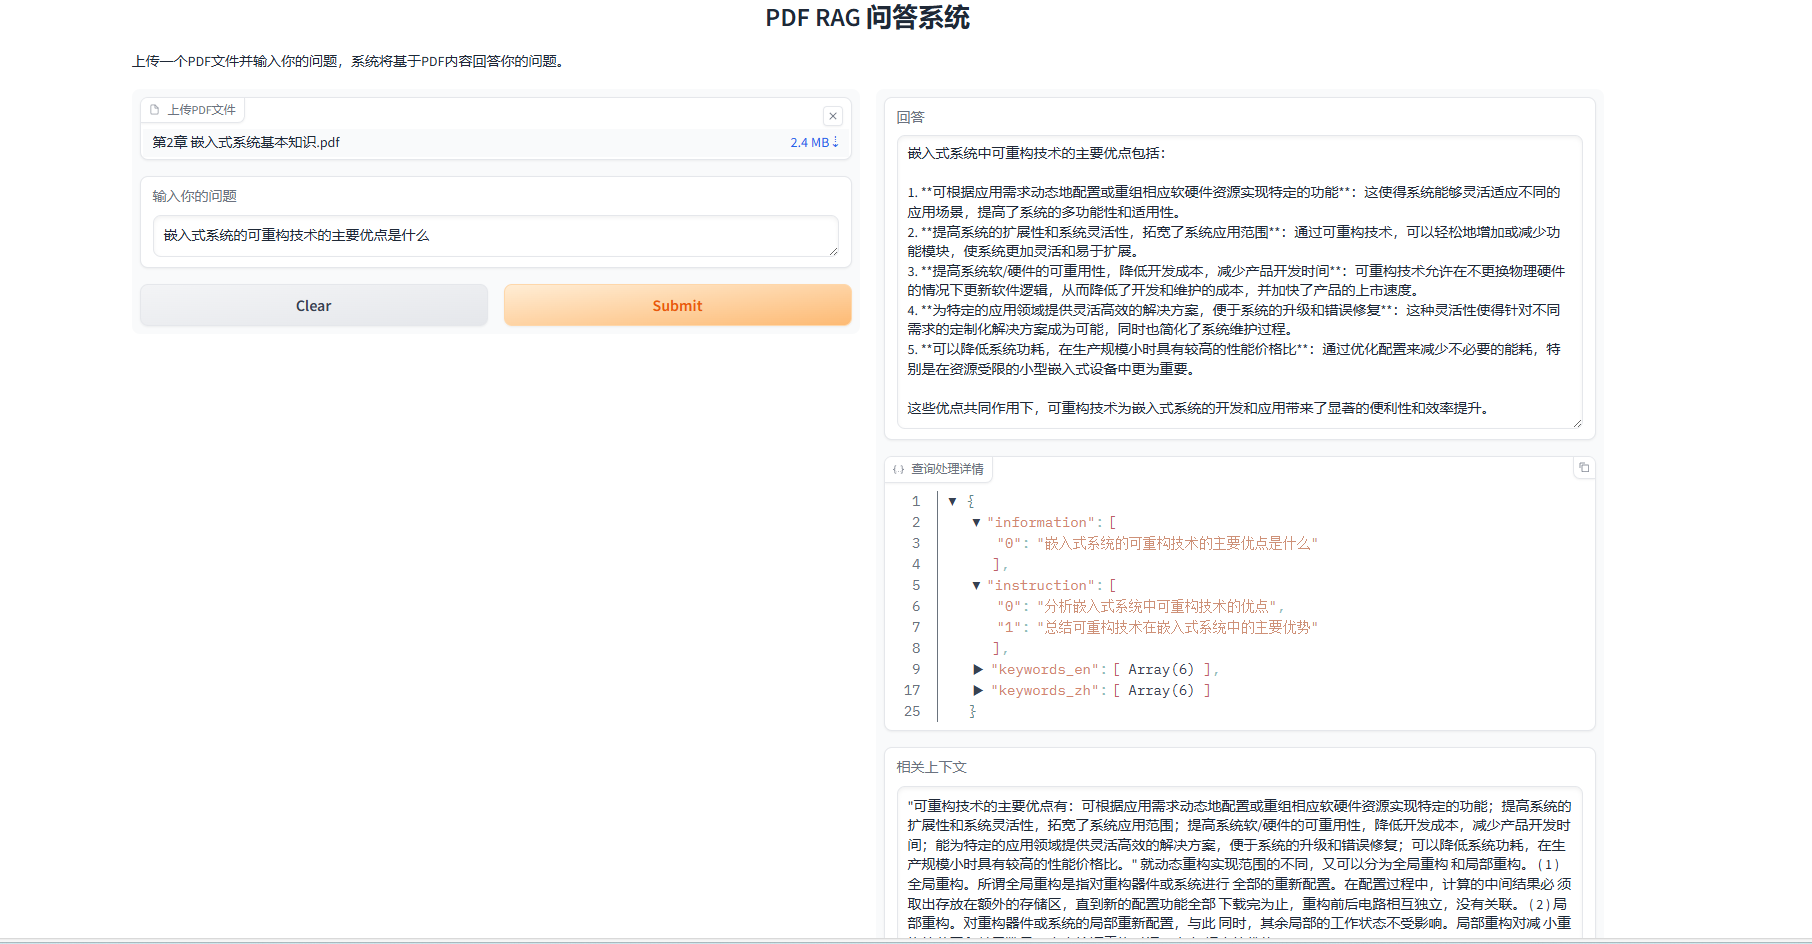 PDF RAG 问答系统
上传一个PDF文件并输入你的问题，系统将基于PDF内容回答你的问题。
上传PDF文件
第2章 嵌入式系统基本知识.pdf 2.4 MB ⇣
输入你的问题
嵌入式系统的可重构技术的主要优点是什么
Clear
Submit
回答
嵌入式系统中可重构技术的主要优点包括：
1. **可根据应用需求动态地配置或重组相应软硬件资源实现特定的功能**：这使得系统能够灵活适应不同的
应用场景，提高了系统的多功能性和适用性。
2. **提高系统的扩展性和系统灵活性，拓宽了系统应用范围**：通过可重构技术，可以轻松地增加或减少功
能模块，使系统更加灵活和易于扩展。
3. **提高系统软/硬件的可重用性，降低开发成本，减少产品开发时间**：可重构技术允许在不更换物理硬件
的情况下更新软件逻辑，从而降低了开发和维护的成本，并加快了产品的上市速度。
4. **为特定的应用领域提供灵活高效的解决方案，便于系统的升级和错误修复**：这种灵活性使得针对不同
需求的定制化解决方案成为可能，同时也简化了系统维护过程。
5. **可以降低系统功耗，在生产规模小时具有较高的性能价格比**：通过优化配置来减少不必要的能耗，特
别是在资源受限的小型嵌入式设备中更为重要。
这些优点共同作用下，可重构技术为嵌入式系统的开发和应用带来了显著的便利性和效率提升。
查询处理详情
1 ▼ {
2 ▼ "information": [
3 "0": "嵌入式系统的可重构技术的主要优点是什么"
4 ],
5 ▼ "instruction": [
6 "0": "分析嵌入式系统中可重构技术的优点",
7 "1": "总结可重构技术在嵌入式系统中的主要优势"
8 ],
9 ▶ "keywords_en": [ Array(6) ],
17 ▶ "keywords_zh": [ Array(6) ]
25 }
相关上下文
"可重构技术的主要优点有：可根据应用需求动态地配置或重组相应软硬件资源实现特定的功能；提高系统的
扩展性和系统灵活性，拓宽了系统应用范围；提高系统软/硬件的可重用性，降低开发成本，减少产品开发时
间；能为特定的应用领域提供灵活高效的解决方案，便于系统的升级和错误修复；可以降低系统功耗，在生
产规模小时具有较高的性能价格比。" 就动态重构实现范围的不同，又可以分为全局重构 和局部重构。 ( 1 )
全局重构。所谓全局重构是指对重构器件或系统进行 全部的重新配置。在配置过程中，计算的中间结果必 须
取出存放在额外的存储区，直到新的配置功能全部 下载完为止，重构前后电路相互独立，没有关联。 ( 2 ) 局
部重构。对重构器件或系统的局部重新配置，与此 同时，其余局部的工作状态不受影响。局部重构对减 小重